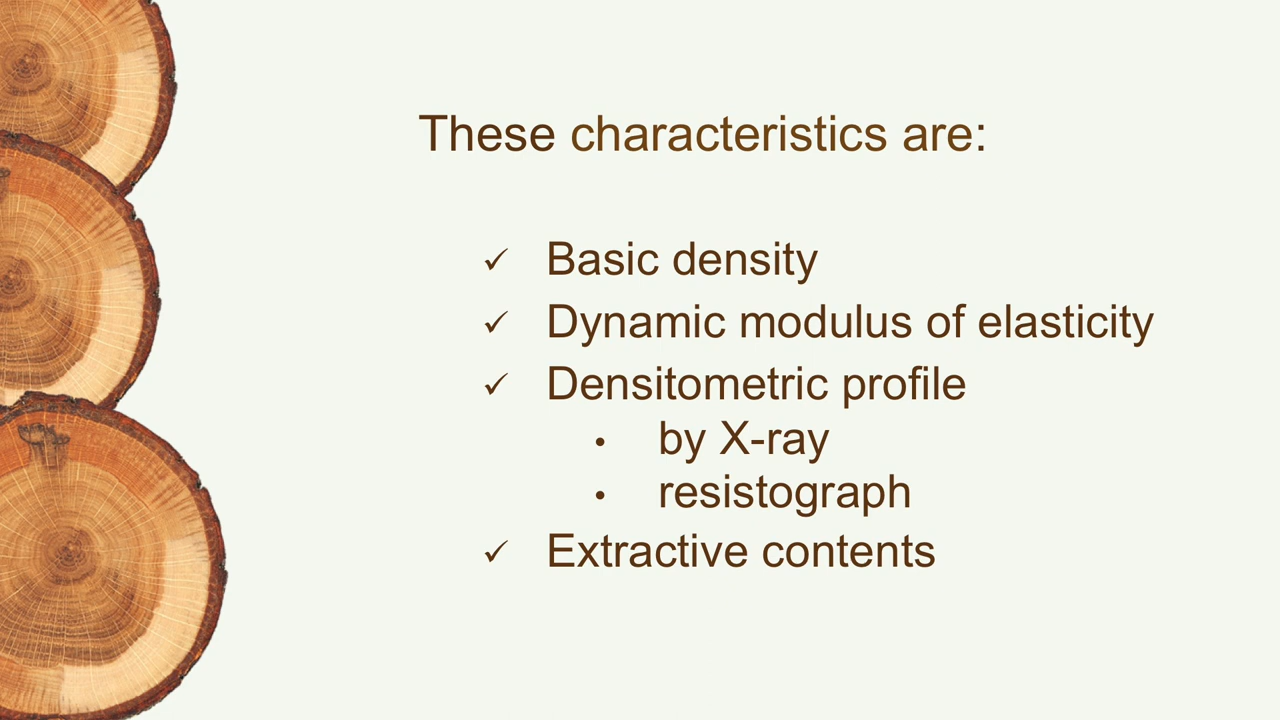 These characteristics are:
✓ Basic density
✓ Dynamic modulus of elasticity
✓ Densitometric profile
• by X-ray
• resistograph
✓ Extractive contents